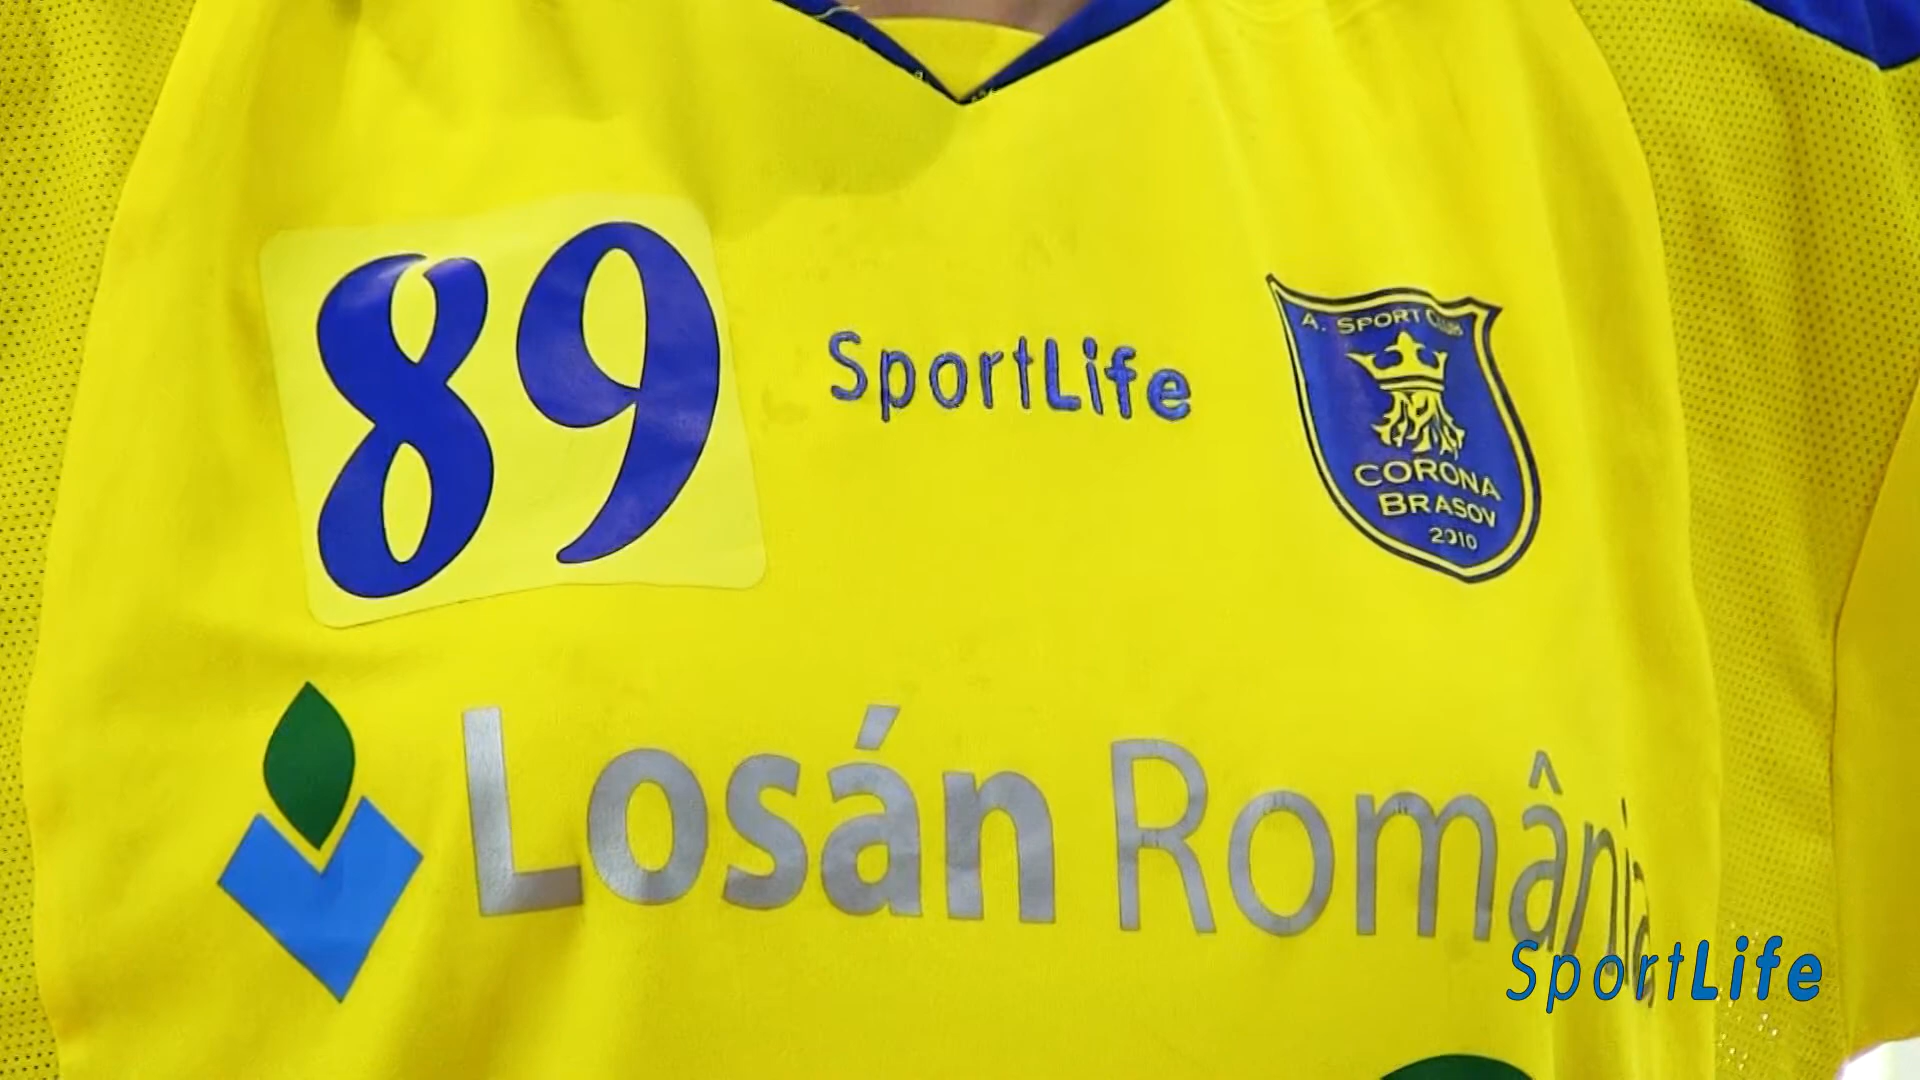 89
SportLife
A. SPORT CLUB
CORONA
BRASOV
2010
Losán România
SportLife